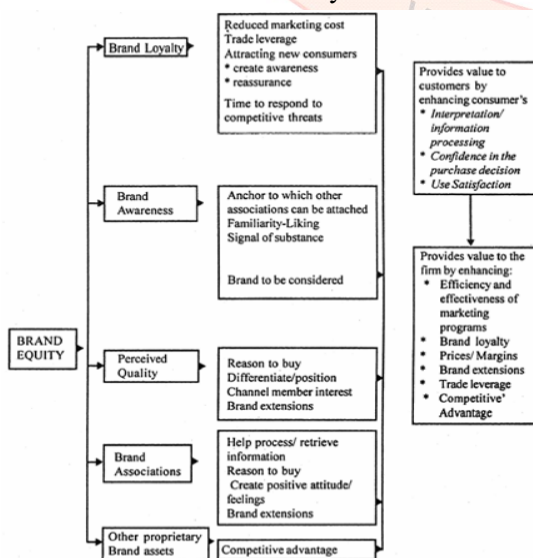 Brand Loyalty
Reduced marketing cost
Trade leverage
Attracting new consumers
* create awareness
* reassurance
Time to respond to
competitive threats
Provides value to
customers by
enhancing consumer's
* Interpretation/
information
processing
* Confidence in the
purchase decision
* Use Satisfaction
Brand
Awareness
Anchor to which other
associations can be attached
Familiarity-Liking
Signal of substance
Brand to be considered
Provides value to the
firm by enhancing:
* Efficiency and
effectiveness of
marketing
programs
* Brand loyalty
* Prices/ Margins
* Brand extensions
* Trade leverage
* Competitive'
Advantage
BRAND
EQUITY
Perceived
Quality
Reason to buy
Differentiate/position
Channel member interest
Brand extensions
Brand
Associations
Help process/ retrieve
information
Reason to buy
Create positive attitude/
feelings
Brand extensions
Other proprietary
Brand assets
Competitive advantage